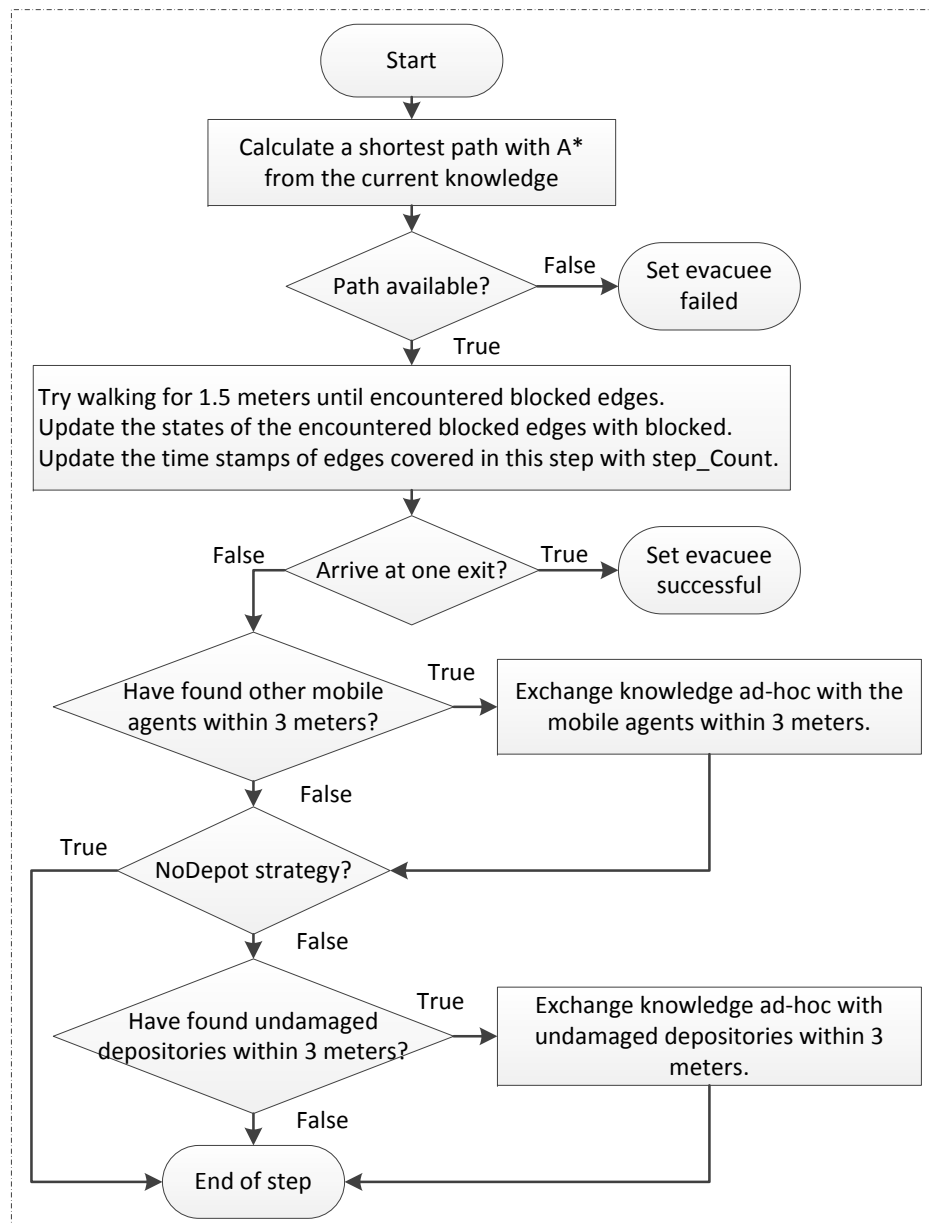 Start
Calculate a shortest path with A*
from the current knowledge
Path available?
False
Set evacuee
failed
True
Try walking for 1.5 meters until encountered blocked edges.
Update the states of the encountered blocked edges with blocked.
Update the time stamps of edges covered in this step with step_Count.
False
Arrive at one exit?
True
Set evacuee
successful
Have found other mobile
agents within 3 meters?
True
Exchange knowledge ad-hoc with the
mobile agents within 3 meters.
False
True
NoDepot strategy?
False
Have found undamaged
depositories within 3 meters?
True
Exchange knowledge ad-hoc with
undamaged depositories within 3
meters.
False
End of step